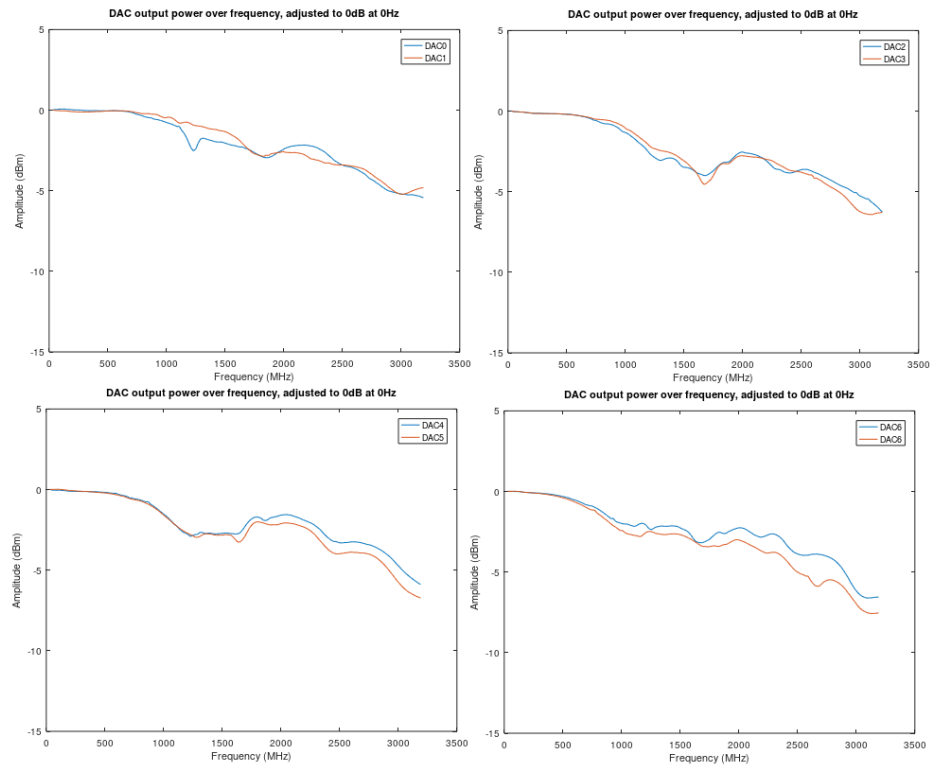 DAC output power over frequency, adjusted to 0dB at 0Hz
5
0
-5
-10
-15
Amplitude (dBm)
DAC0
DAC1
0 500 1000 1500 2000 2500 3000 3500
Frequency (MHz)
DAC output power over frequency, adjusted to 0dB at 0Hz
5
0
-5
-10
-15
Amplitude (dBm)
DAC2
DAC3
0 500 1000 1500 2000 2500 3000 3500
Frequency (MHz)
DAC output power over frequency, adjusted to 0dB at 0Hz
5
0
-5
-10
-15
Amplitude (dBm)
DAC4
DAC5
0 500 1000 1500 2000 2500 3000 3500
Frequency (MHz)
DAC output power over frequency, adjusted to 0dB at 0Hz
5
0
-5
-10
-15
Amplitude (dBm)
DAC6
DAC6
0 500 1000 1500 2000 2500 3000 3500
Frequency (MHz)